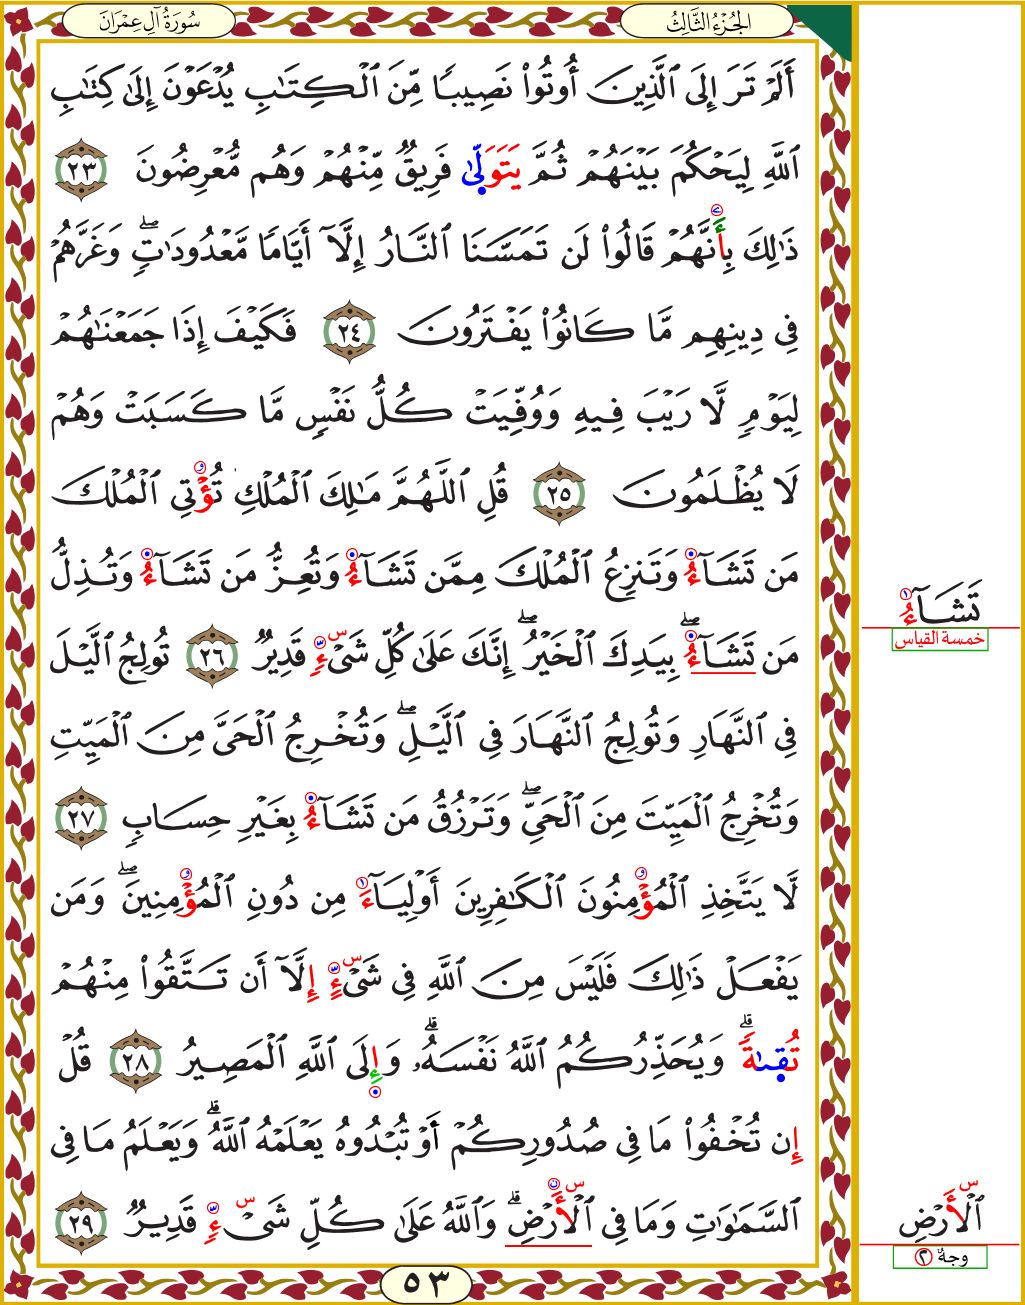 الجُزْءُ الثَّالِثُ
سُورَةُ آلِ عِمْرَانَ
أَلَمْ تَرَ إِلَى ٱلَّذِينَ أُوتُوا۟ نَصِيبًا مِّنَ ٱلْكِتَـٰبِ يُدْعَوْنَ إِلَىٰ كِتَـٰبِ
ٱللَّهِ لِيَحْكُمَ بَيْنَهُمْ ثُمَّ يَتَوَلَّىٰ فَرِيقٌ مِّنْهُمْ وَهُم مُّعْرِضُونَ ٢٣
ذَٰلِكَ بِأَنَّهُمْ قَالُوا۟ لَن تَمَسَّنَا ٱلنَّارُ إِلَّآ أَيَّامًا مَّعْدُودَٰتٍۖ وَغَرَّهُمْ
فِى دِينِهِم مَّا كَانُوا۟ يَفْتَرُونَ ٢٤ فَكَيْفَ إِذَا جَمَعْنَـٰهُمْ
لِيَوْمٍ لَّا رَيْبَ فِيهِ وَوُفِّيَتْ كُلُّ نَفْسٍ مَّا كَسَبَتْ وَهُمْ
لَا يُظْلَمُونَ ٢٥ قُلِ ٱللَّهُمَّ مَـٰلِكَ ٱلْمُلْكِ تُؤْتِى ٱلْمُلْكَ
مَن تَشَآءُ وَتَنزِعُ ٱلْمُلْكَ مِمَّن تَشَآءُ وَتُعِزُّ مَن تَشَآءُ وَتُذِلُّ
مَن تَشَآءُۖ بِيَدِكَ ٱلْخَيْرُۖ إِنَّكَ عَلَىٰ كُلِّ شَىْءٍ قَدِيرٌ ٢٦ تُولِجُ ٱلَّيْلَ
فِى ٱلنَّهَارِ وَتُولِجُ ٱلنَّهَارَ فِى ٱلَّيْلِۖ وَتُخْرِجُ ٱلْحَىَّ مِنَ ٱلْمَيِّتِ
وَتُخْرِجُ ٱلْمَيِّتَ مِنَ ٱلْحَىِّۖ وَتَرْزُقُ مَن تَشَآءُ بِغَيْرِ حِسَابٍ ٢٧
لَّا يَتَّخِذِ ٱلْمُؤْمِنُونَ ٱلْكَـٰفِرِينَ أَوْلِيَآءَ مِن دُونِ ٱلْمُؤْمِنِينَۖ وَمَن
يَفْعَلْ ذَٰلِكَ فَلَيْسَ مِنَ ٱللَّهِ فِى شَىْءٍ إِلَّآ أَن تَتَّقُوا۟ مِنْهُمْ
تُقَىٰةًۗ وَيُحَذِّرُكُمُ ٱللَّهُ نَفْسَهُۥۗ وَإِلَى ٱللَّهِ ٱلْمَصِيرُ ٢٨ قُلْ
إِن تُخْفُوا۟ مَا فِى صُدُورِكُمْ أَوْ تُبْدُوهُ يَعْلَمْهُ ٱللَّهُۗ وَيَعْلَمُ مَا فِى
ٱلسَّمَـٰوَٰتِ وَمَا فِى ٱلْأَرْضِۗ وَٱللَّهُ عَلَىٰ كُلِّ شَىْءٍ قَدِيرٌ ٢٩
تَشَآءُ
خمسة القياس
ٱلْأَرْضِ
وجهٌ ٢
٥٣